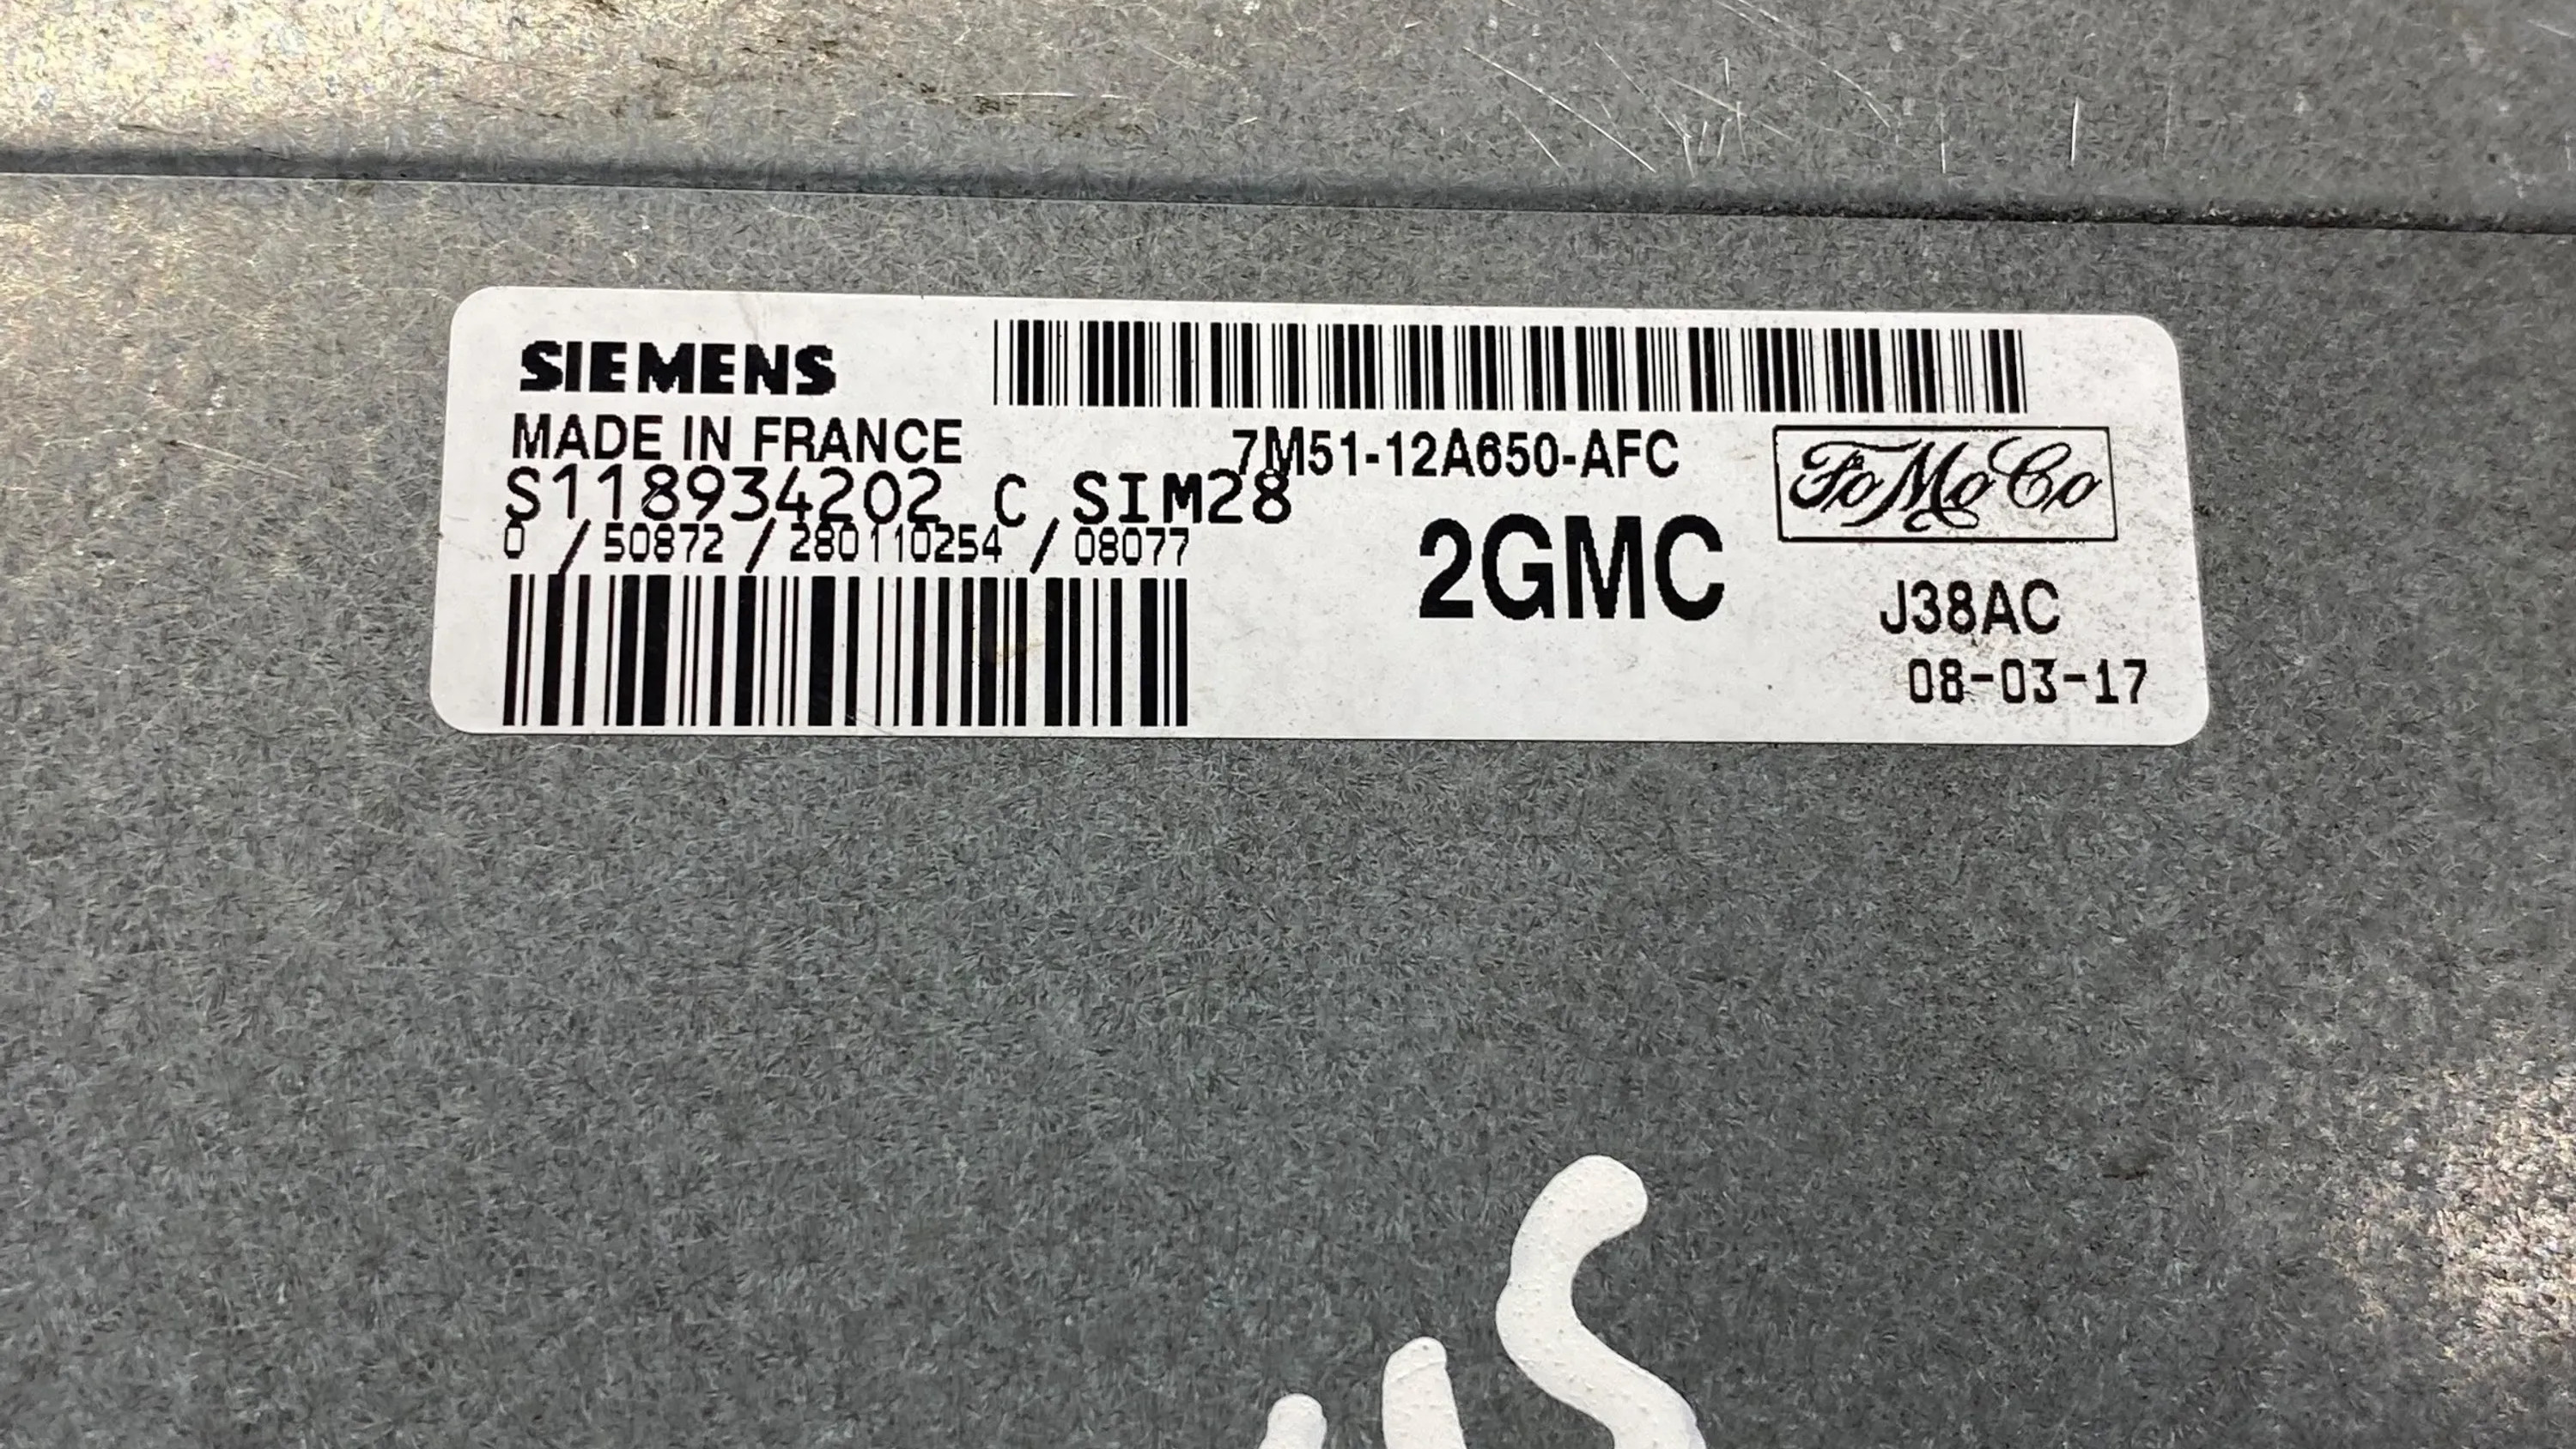 SIEMENS
MADE IN FRANCE
7M51-12A650-AFC
FoMoCo
S118934202 C SIM28
0 / 50872 / 280110254 / 08077
2GMC
J38AC
08-03-17